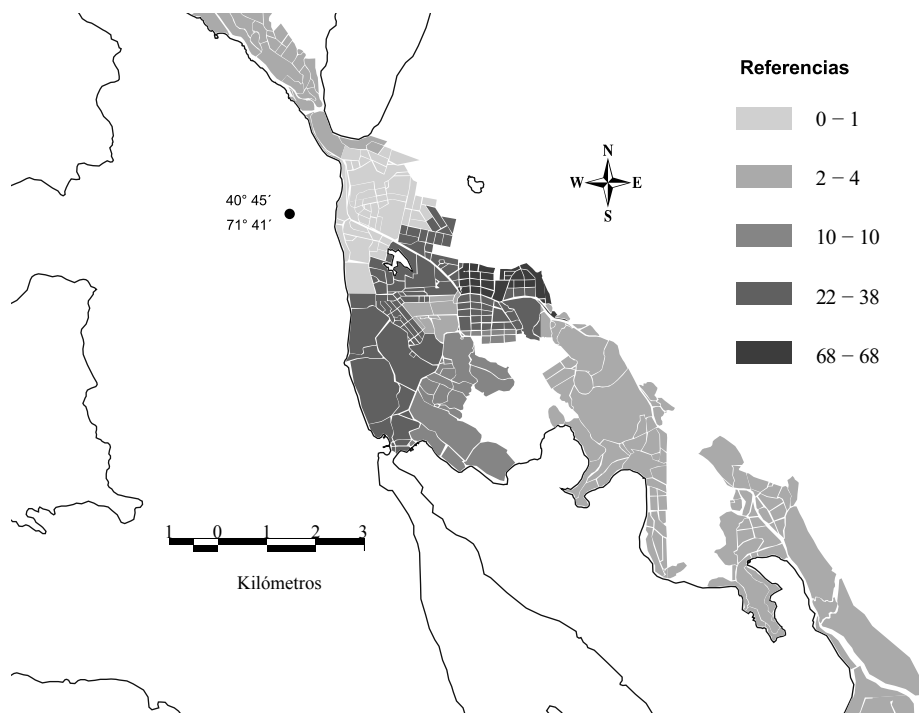 Referencias
0 − 1
2 − 4
10 − 10
22 − 38
68 − 68
N
W E
S
40° 45´
71° 41´
1 0 1 2 3
Kilómetros